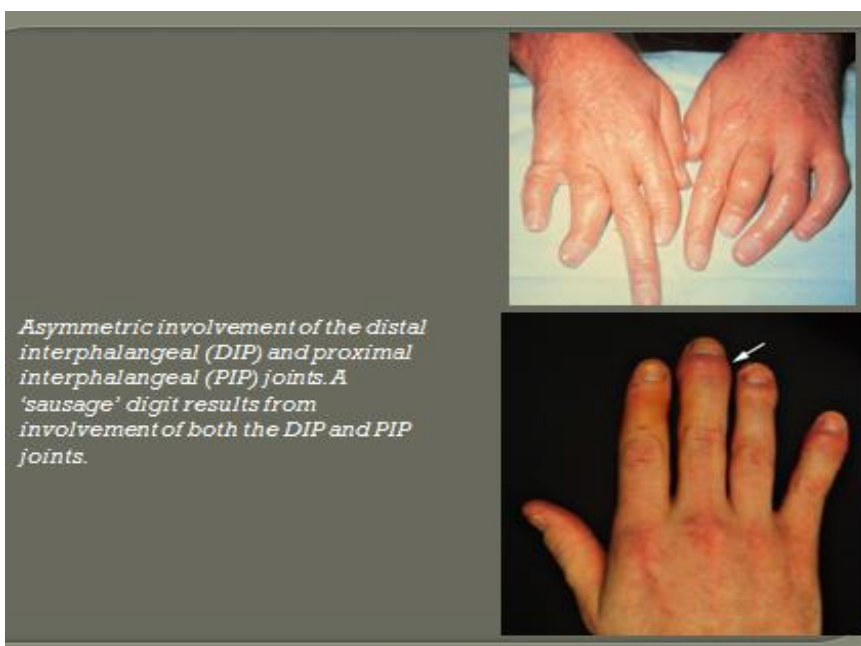 Asymmetric involvement of the distal
interphalangeal (DIP) and proximal
interphalangeal (PIP) joints. A
‘sausage’ digit results from
involvement of both the DIP and PIP
joints.